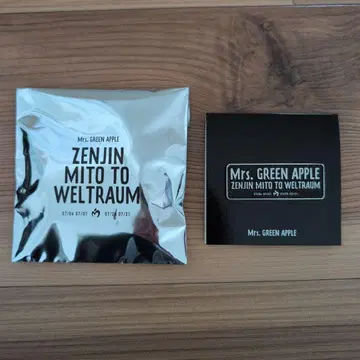 Mrs. GREEN APPLE
ZENJIN
MITO TO
WELTRAUM
Mrs. GREEN APPLE
ZENJIN MITO TO WELTRAUM
Mrs. GREEN APPLE